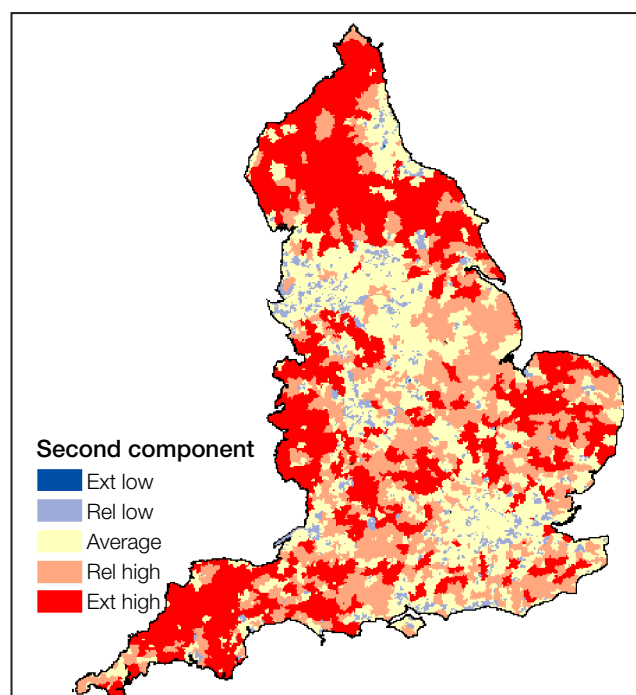 Second component
Ext low
Rel low
Average
Rel high
Ext high